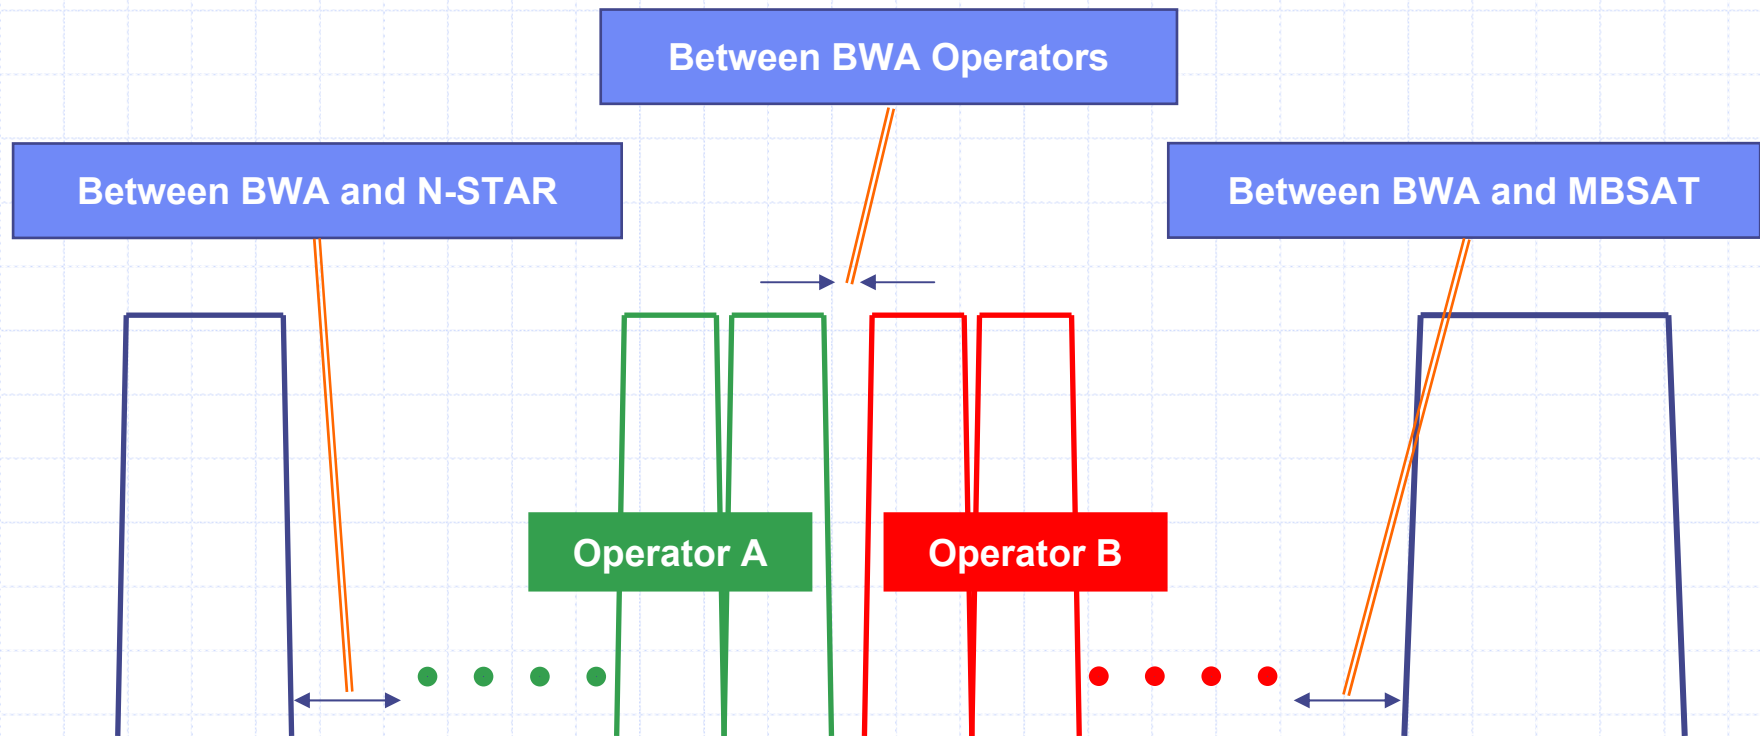 Between BWA Operators
Between BWA and N-STAR
Between BWA and MBSAT
Operator A
Operator B